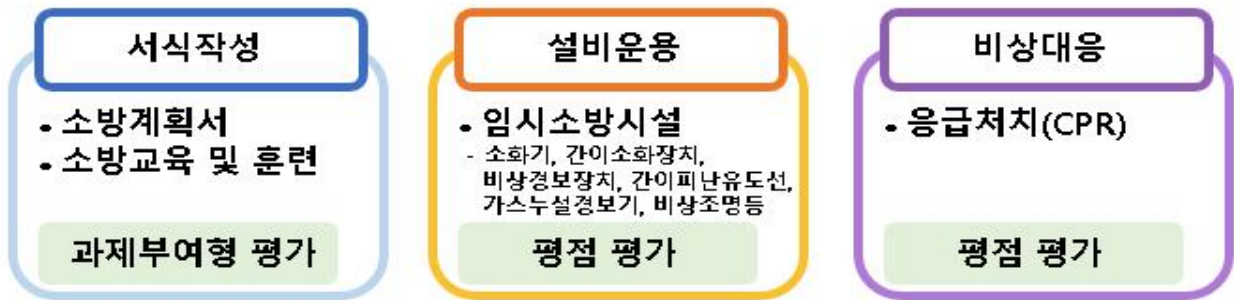 서식작성
• 소방계획서
• 소방교육 및 훈련
과제부여형 평가
설비운용
• 임시소방시설
- 소화기, 간이소화장치,
비상경보장치, 간이피난유도선,
가스누설경보기, 비상조명등
평점 평가
비상대응
• 응급처치(CPR)
평점 평가